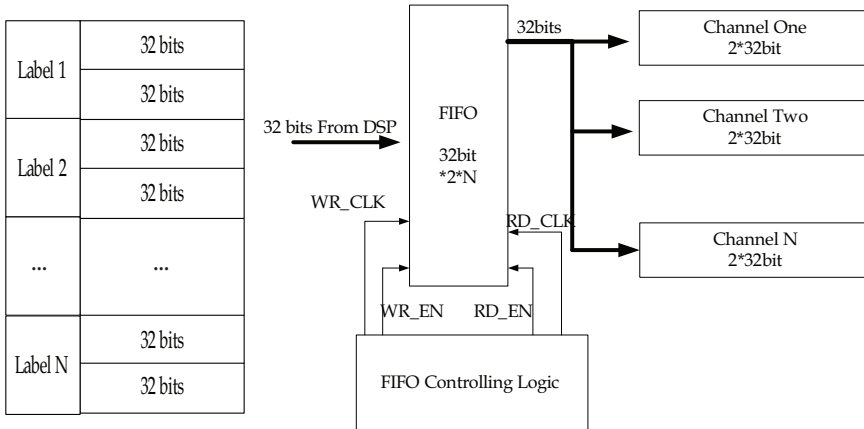 Label 1
32 bits
32 bits
Label 2
32 bits
32 bits
...
...
Label N
32 bits
32 bits
32 bits From DSP
FIFO
32bit
*2*N
32bits
Channel One
2*32bit
Channel Two
2*32bit
Channel N
2*32bit
WR_CLK
RD_CLK
WR_EN
RD_EN
FIFO Controlling Logic